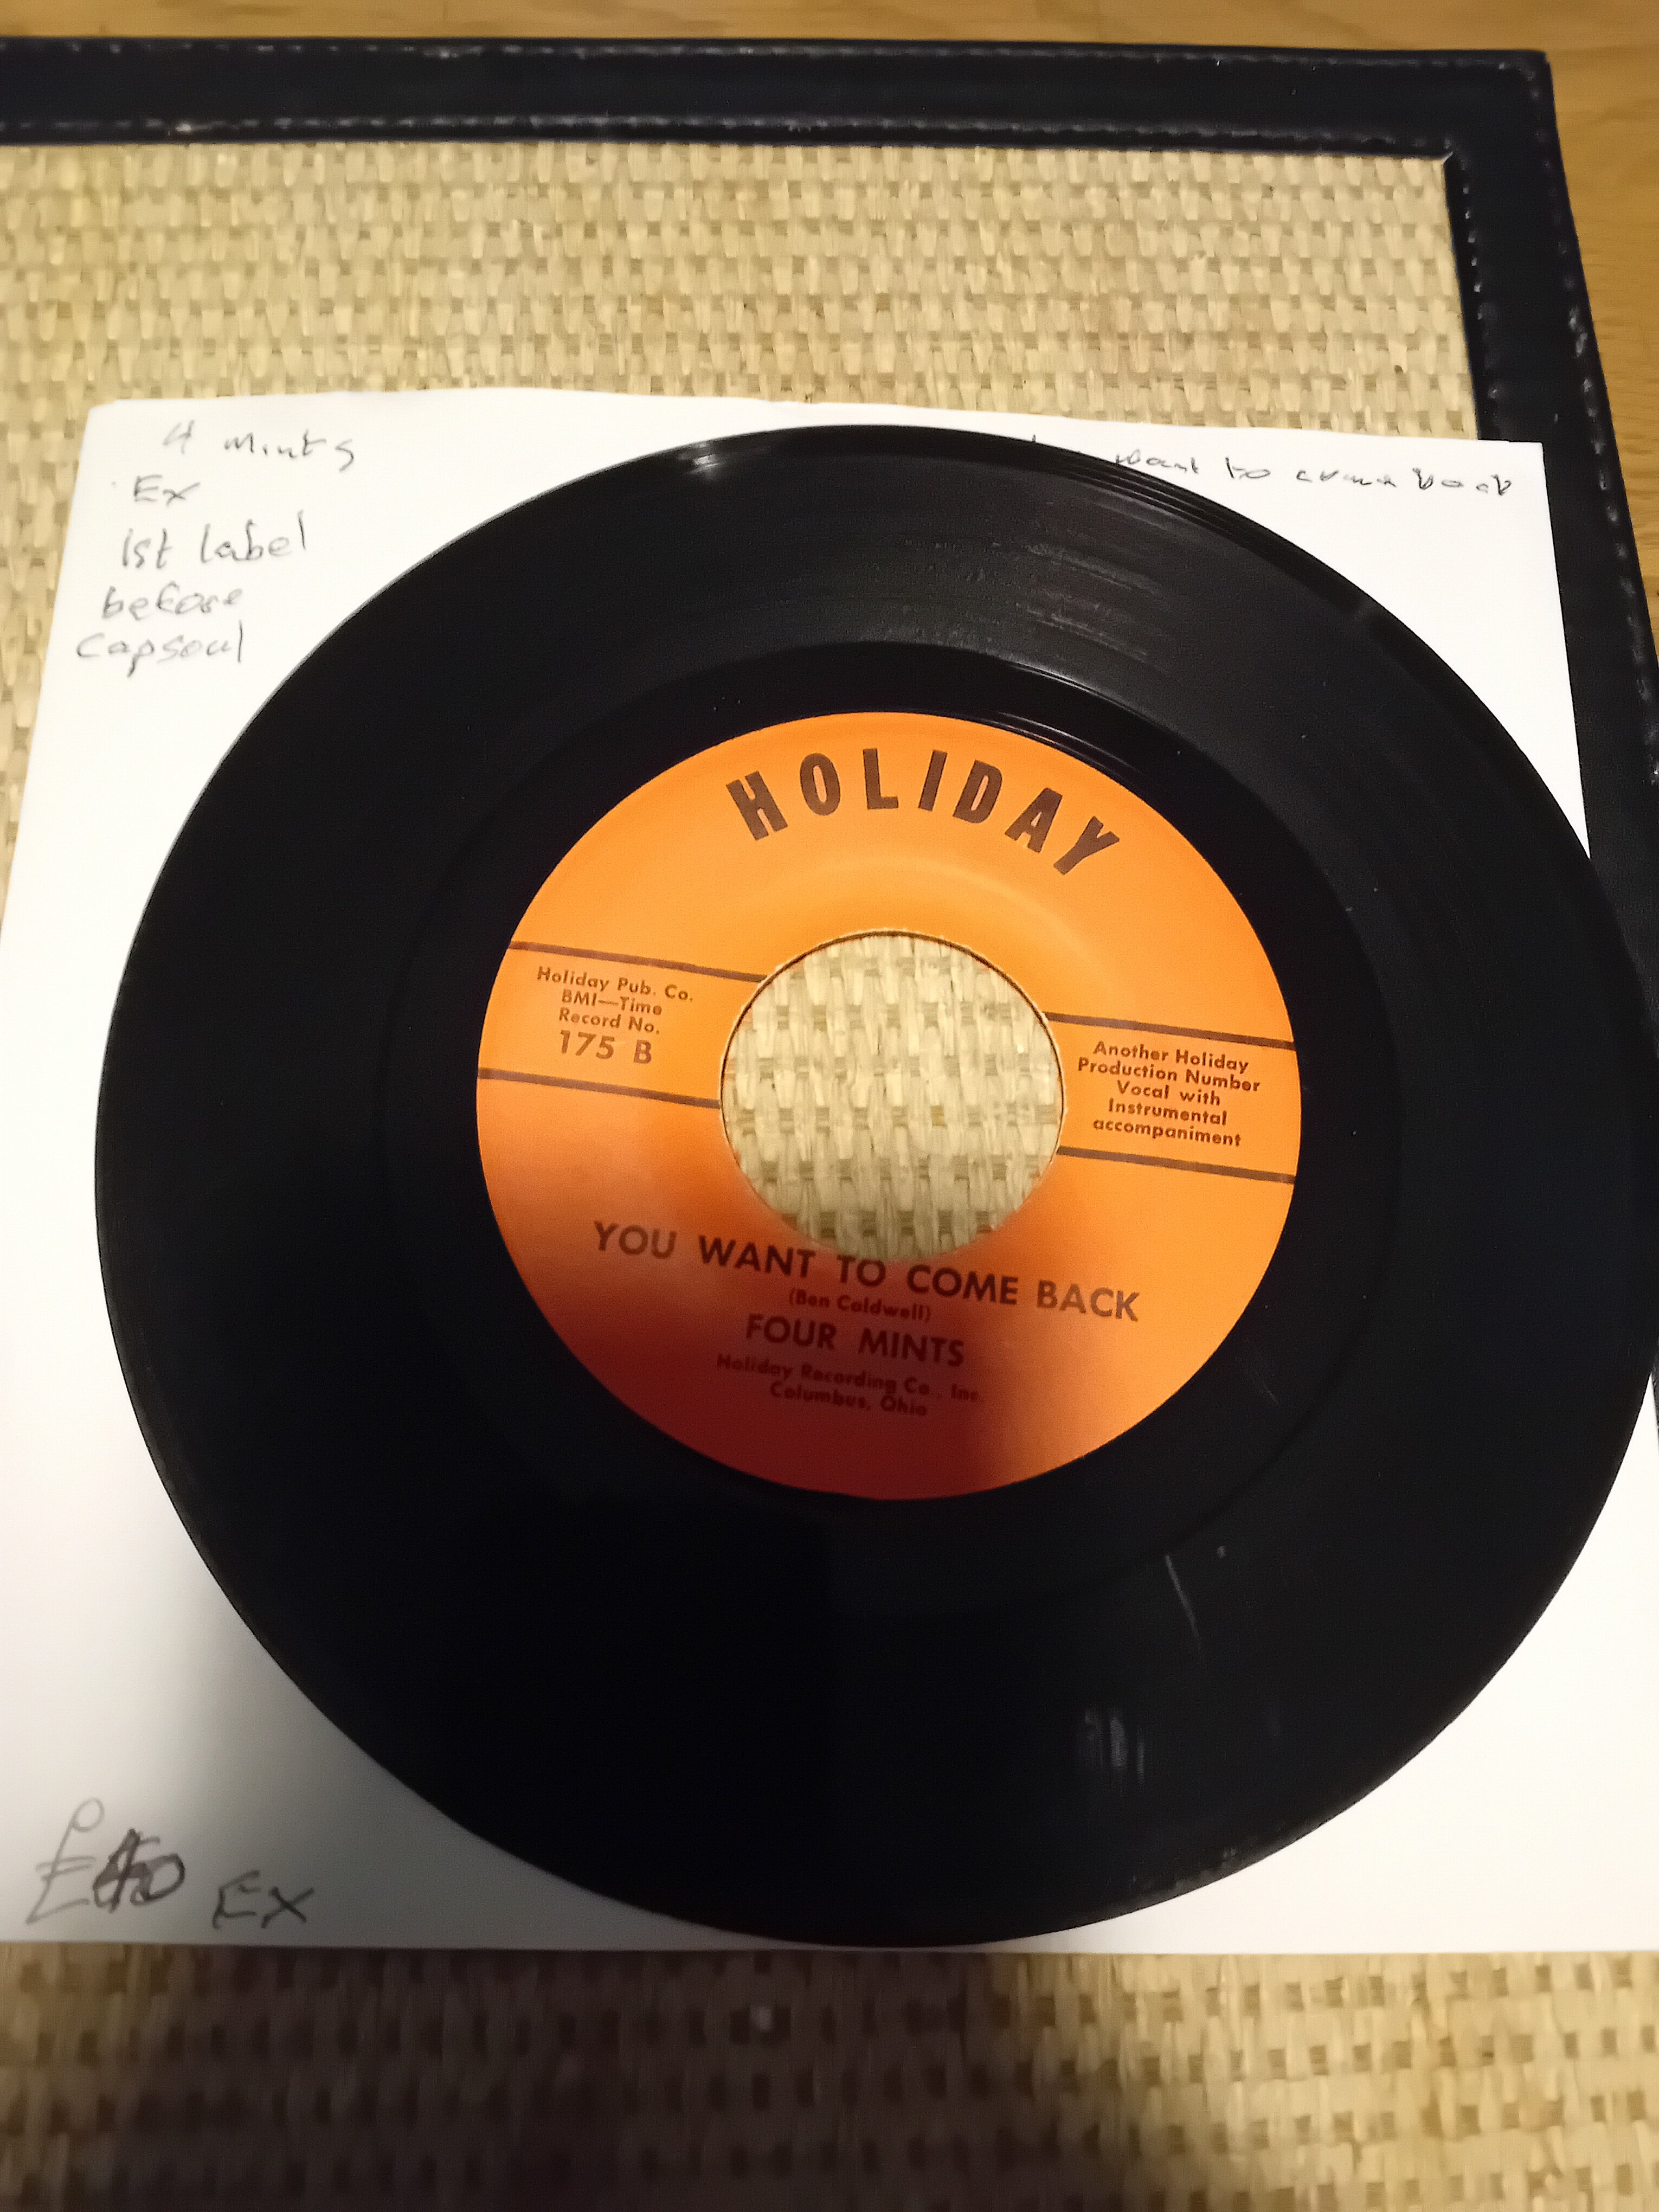 4 mints
Ex
1st label
before
capsoul
want to come back
HOLIDAY
Holiday Pub. Co.
BMI—Time
Record No.
175 B
Another Holiday
Production Number
Vocal with
Instrumental
accompaniment
YOU WANT TO COME BACK
(Ben Caldwell)
FOUR MINTS
Holiday Recording Co., Inc.
Columbus, Ohio
EX